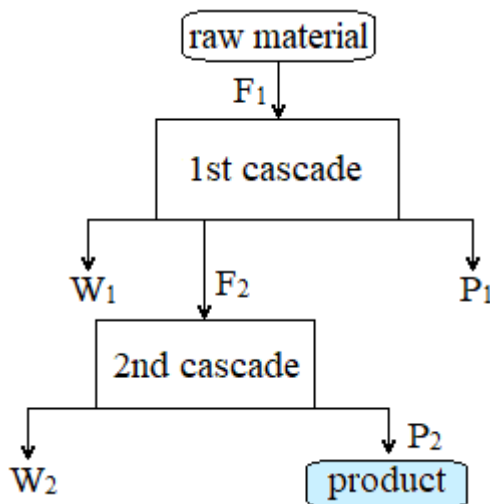 raw material
F1
1st cascade
W1
F2
P1
2nd cascade
P2
W2
product